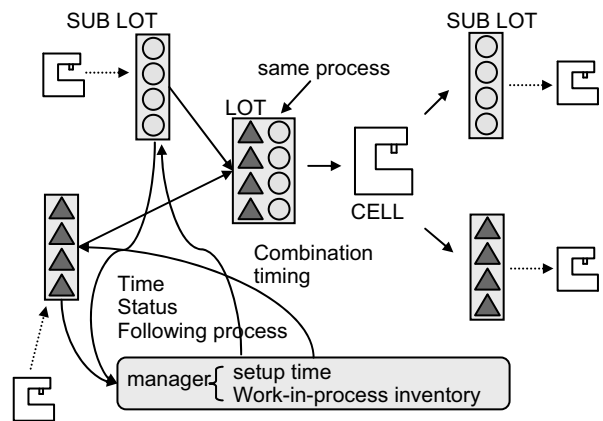 SUB LOT
SUB LOT
same process
LOT
CELL
Combination
timing
Time
Status
Following process
manager
setup time
Work-in-process inventory